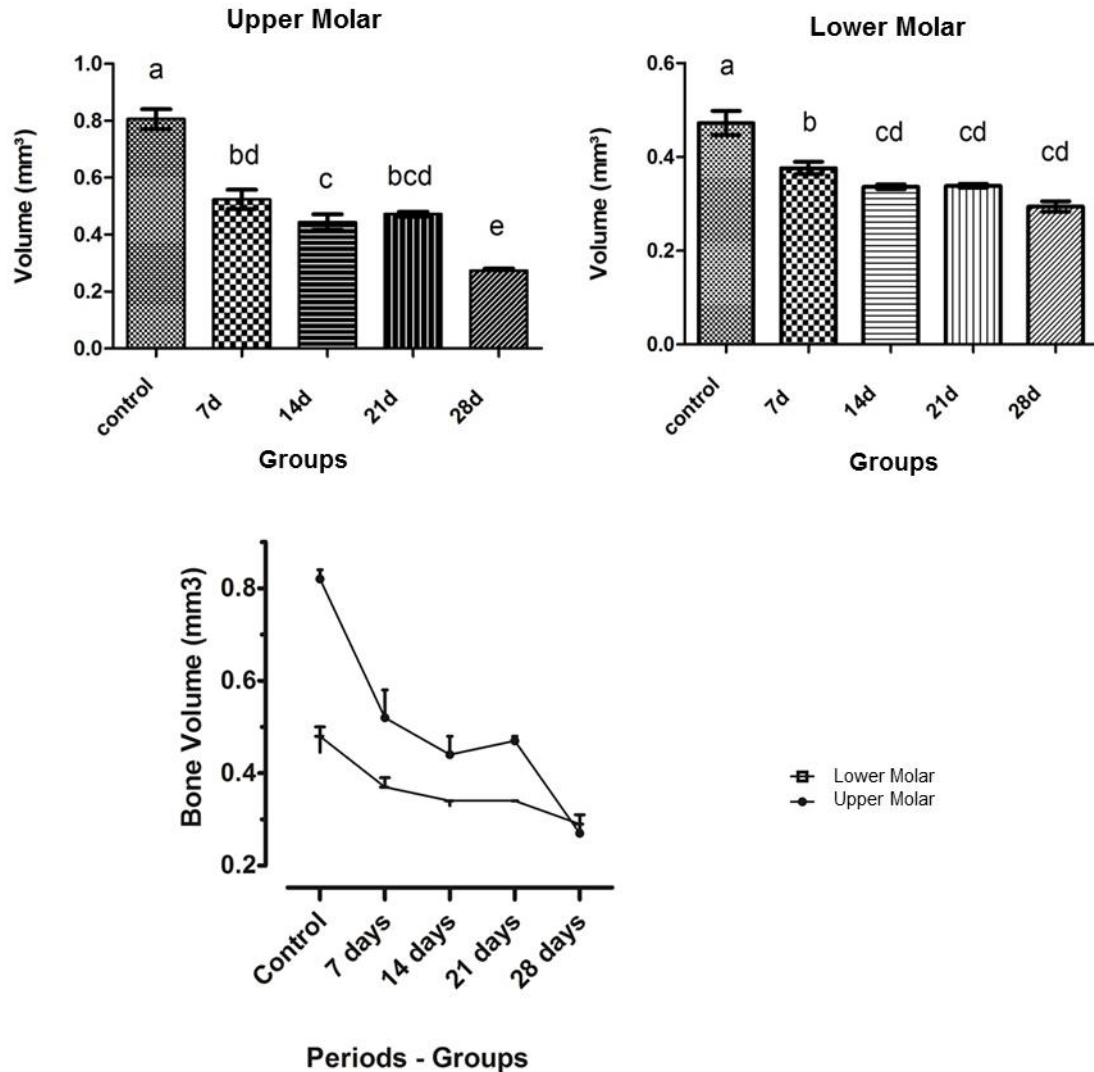 Upper Molar
Volume (mm³)
1.0
0.8
0.6
0.4
0.2
0.0
a
bd
c
bcd
e
control
7d
14d
21d
28d
Groups
Lower Molar
Volume (mm³)
0.6
0.4
0.2
0.0
a
b
cd
cd
cd
control
7d
14d
21d
28d
Groups
Bone Volume (mm3)
0.8
0.6
0.4
0.2
Control
7 days
14 days
21 days
28 days
Periods - Groups
Lower Molar
Upper Molar